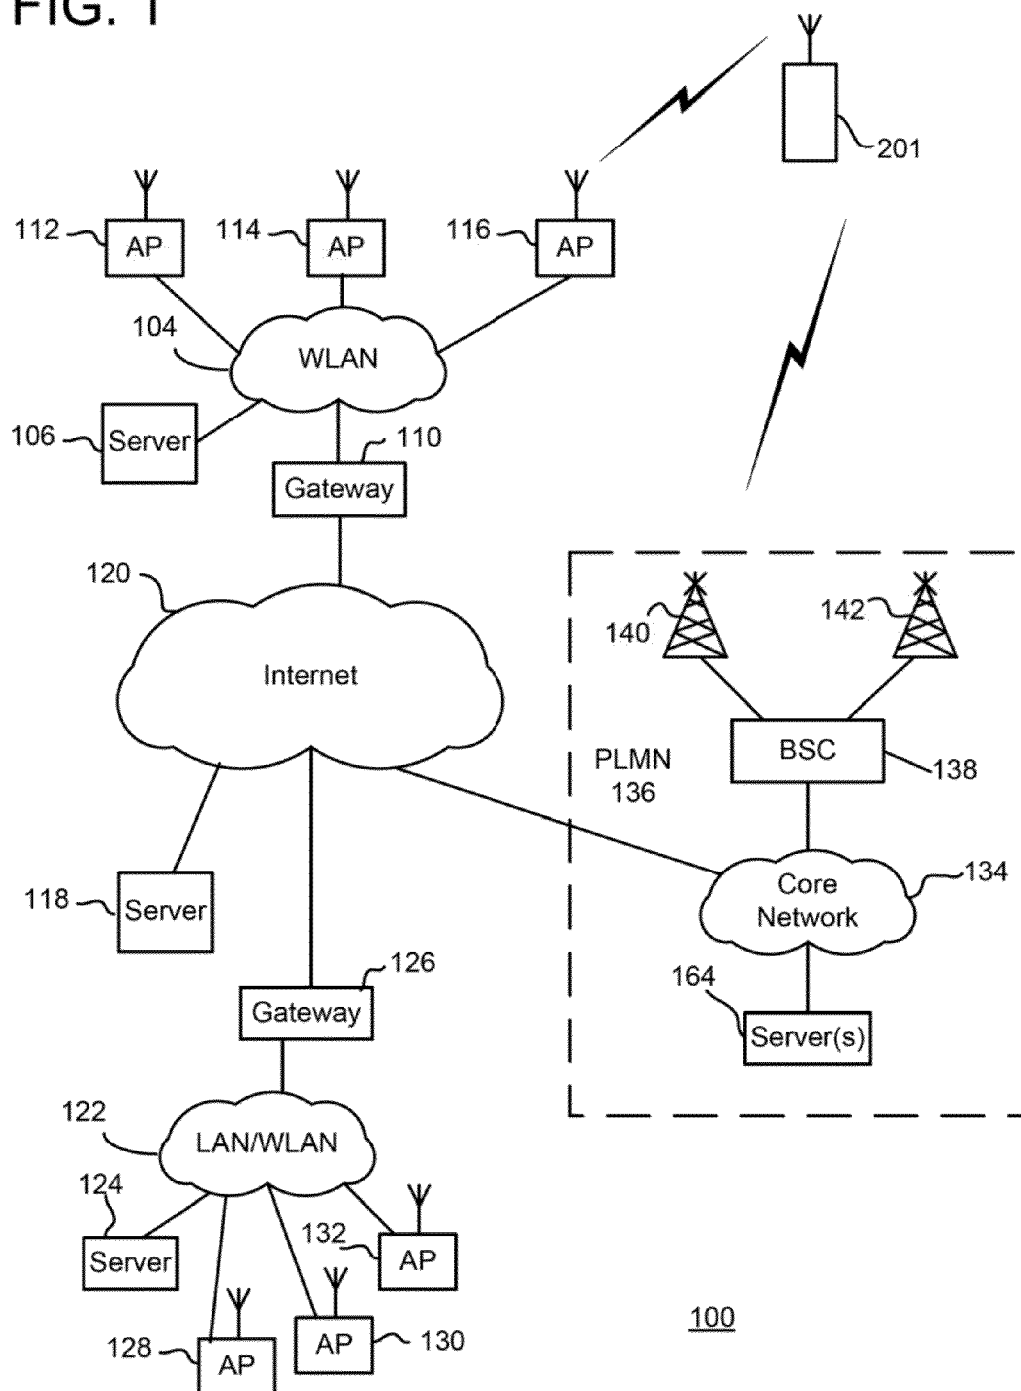 FIG. 1
201
112
AP
114
AP
116
AP
104
WLAN
106
Server
110
Gateway
120
Internet
140
142
PLMN
136
BSC
138
118
Server
Core
Network
134
126
Gateway
164
Server(s)
122
LAN/WLAN
124
Server
132
AP
128
AP
AP
130
100